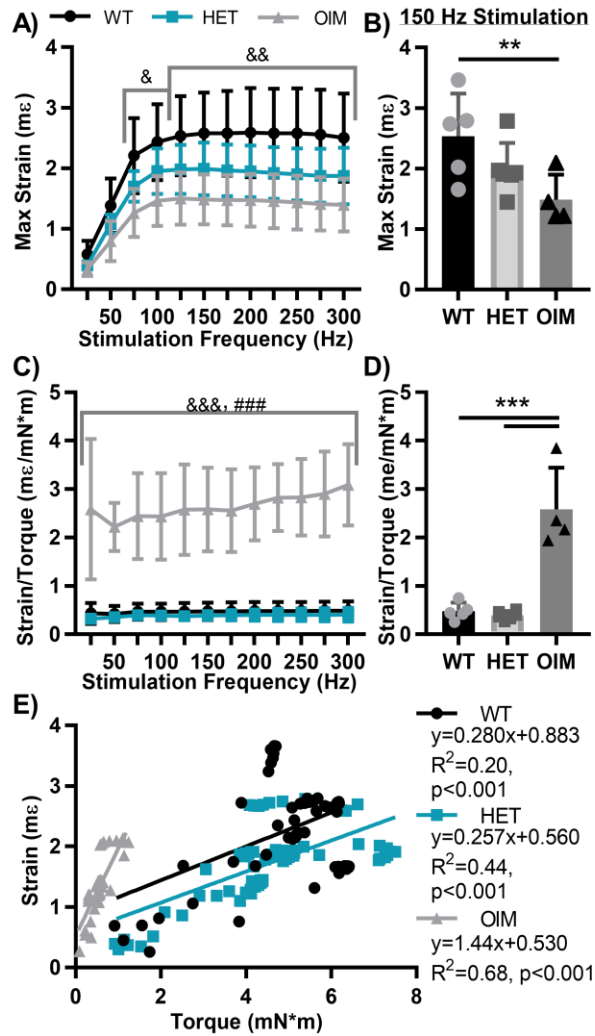 WT HET OIM
A)
&
&&
Max Strain (mε)
4
3
2
1
0
50 100 150 200 250 300
Stimulation Frequency (Hz)
B)
150 Hz Stimulation
**
Max Strain (mε)
4
3
2
1
0
WT HET OIM
C)
&&&, ###
Strain/Torque (mε/mN*m)
5
4
3
2
1
0
50 100 150 200 250 300
Stimulation Frequency (Hz)
D)
***
Strain/Torque (me/mN*m)
5
4
3
2
1
0
WT HET OIM
E)
Strain (mε)
4
3
2
1
0
0 2 4 6 8
Torque (mN*m)
WT
y=0.280x+0.883
R²=0.20,
p<0.001
HET
y=0.257x+0.560
R²=0.44,
p<0.001
OIM
y=1.44x+0.530
R²=0.68, p<0.001